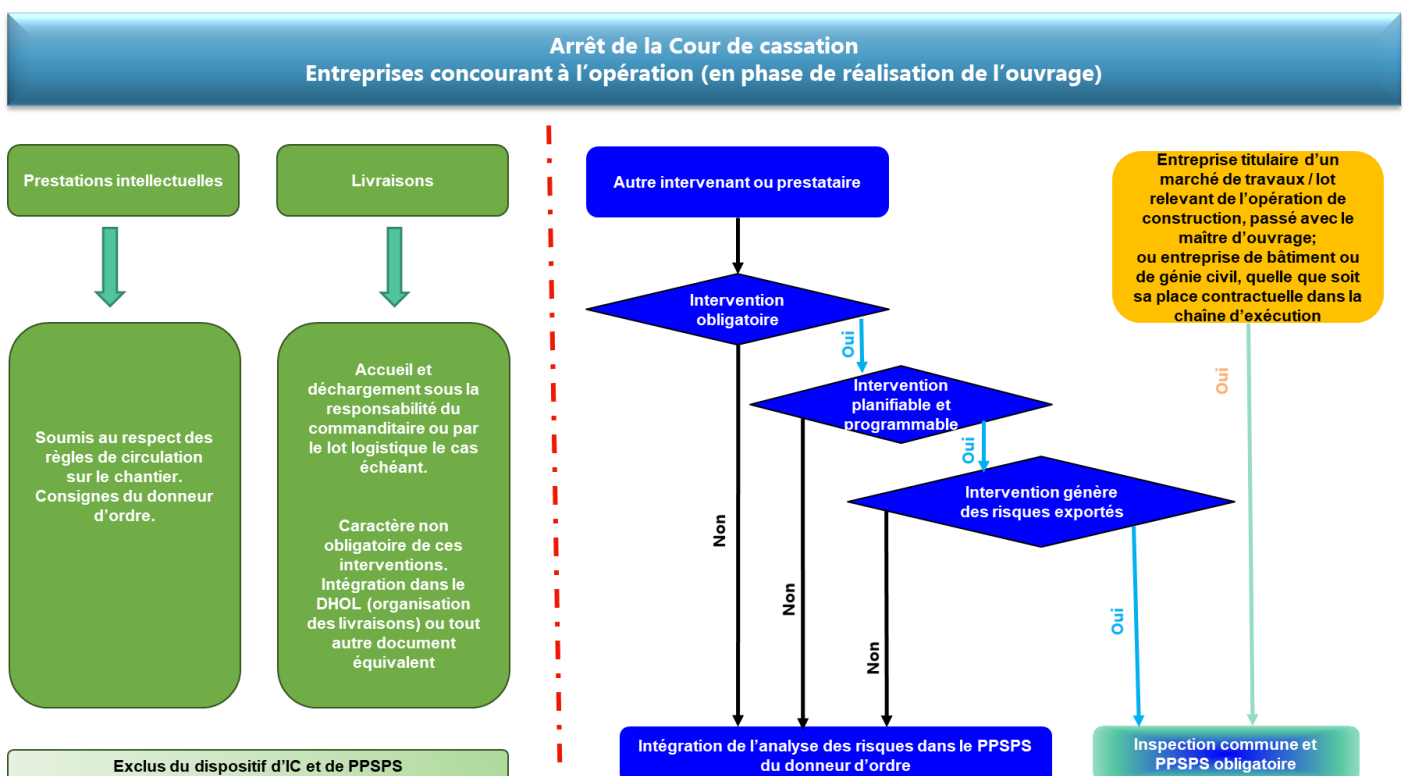 Arrêt de la Cour de cassation
Entreprises concourant à l’opération (en phase de réalisation de l’ouvrage)
Prestations intellectuelles
Soumis au respect des
règles de circulation
sur le chantier.
Consignes du donneur
d’ordre.
Livraisons
Accueil et
déchargement sous la
responsabilité du
commanditaire ou par
le lot logistique le cas
échéant.
Caractère non
obligatoire de ces
interventions.
Intégration dans le
DHOL (organisation
des livraisons) ou tout
autre document
équivalent
Exclus du dispositif d’IC et de PPSPS
Autre intervenant ou prestataire
Intervention
obligatoire
Oui
Intervention
planifiable et
programmable
Oui
Intervention génère
des risques exportés
Non
Non
Non
Oui
Intégration de l’analyse des risques dans le PPSPS
du donneur d’ordre
Entreprise titulaire d’un
marché de travaux / lot
relevant de l’opération de
construction, passé avec le
maître d’ouvrage;
ou entreprise de bâtiment ou
de génie civil, quelle que soit
sa place contractuelle dans la
chaîne d’exécution
Oui
Inspection commune et
PPSPS obligatoire